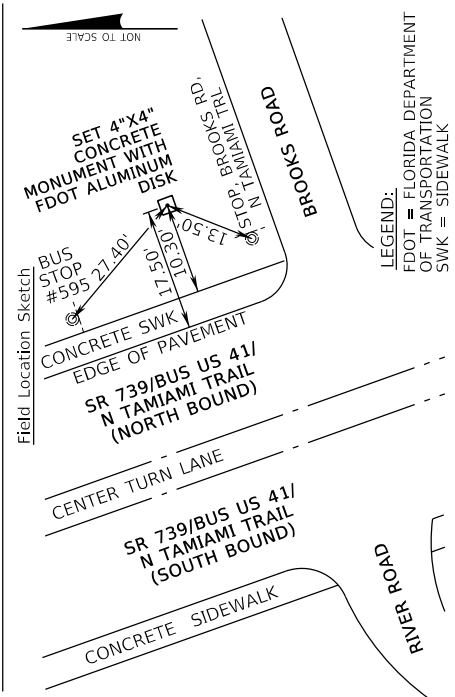 NOT TO SCALE
Field Location Sketch
SET 4"X4"
CONCRETE
MONUMENT WITH
FDOT ALUMINUM
DISK
STOP, BROOKS RD,
N TAMIAMI TRL
BROOKS ROAD
BUS
STOP
#595
27.40'
17.50'
10.30'
13.50'
CONCRETE SWK
EDGE OF PAVEMENT
SR 739/BUS US 41/
N TAMIAMI TRAIL
(NORTH BOUND)
CENTER TURN LANE
SR 739/BUS US 41/
N TAMIAMI TRAIL
(SOUTH BOUND)
CONCRETE SIDEWALK
RIVER ROAD
LEGEND:
FDOT = FLORIDA DEPARTMENT
OF TRANSPORTATION
SWK = SIDEWALK